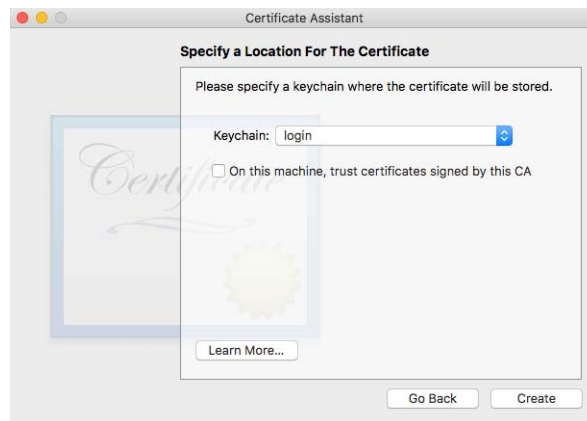 Certificate Assistant
Specify a Location For The Certificate
Please specify a keychain where the certificate will be stored.
Keychain: login
On this machine, trust certificates signed by this CA
Certificate
Learn More...
Go Back
Create